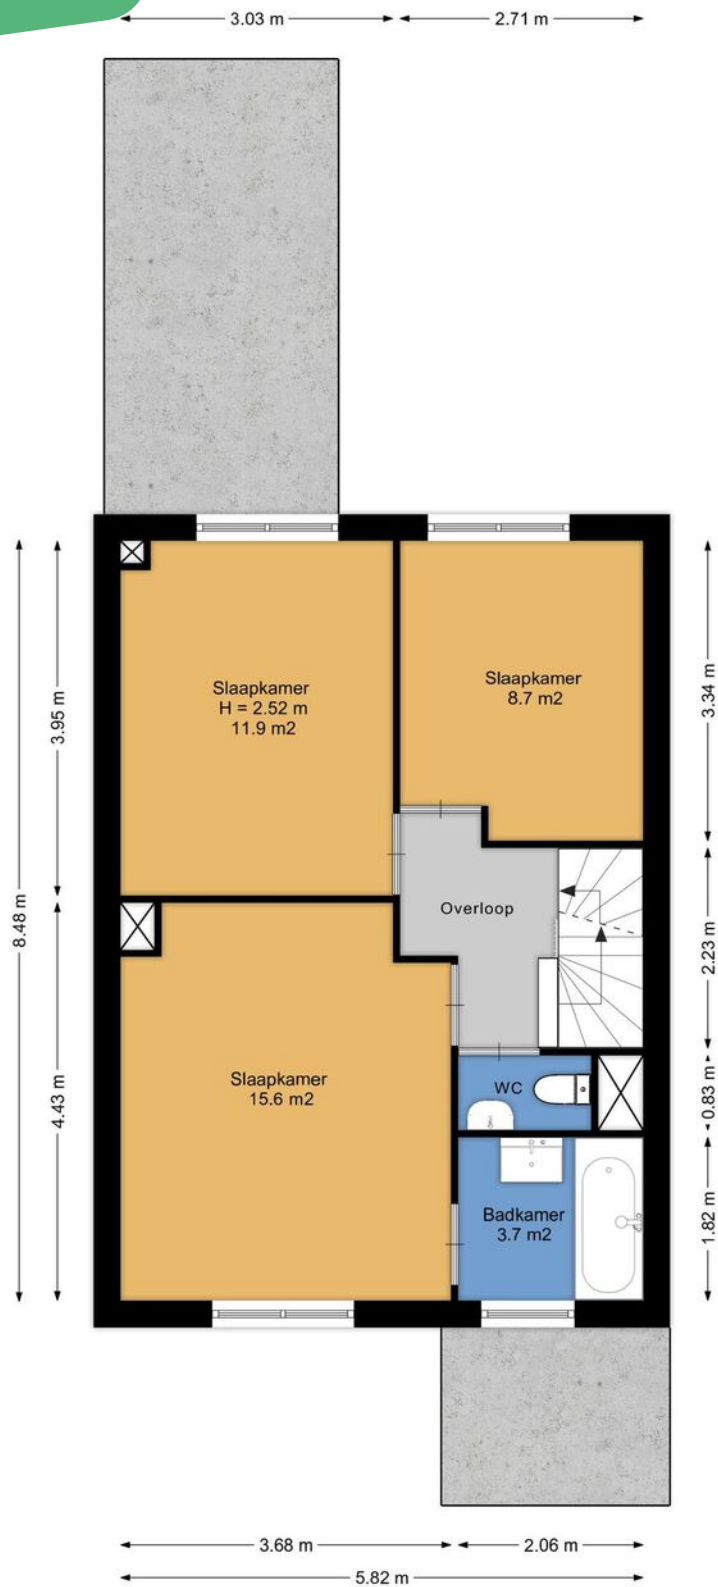 3.03 m
2.71 m
Slaapkamer
H = 2.52 m
11.9 m2
Slaapkamer
8.7 m2
3.95 m
3.34 m
8.48 m
Overloop
2.23 m
Slaapkamer
15.6 m2
4.43 m
WC
0.83 m
Badkamer
3.7 m2
1.82 m
3.68 m
2.06 m
5.82 m